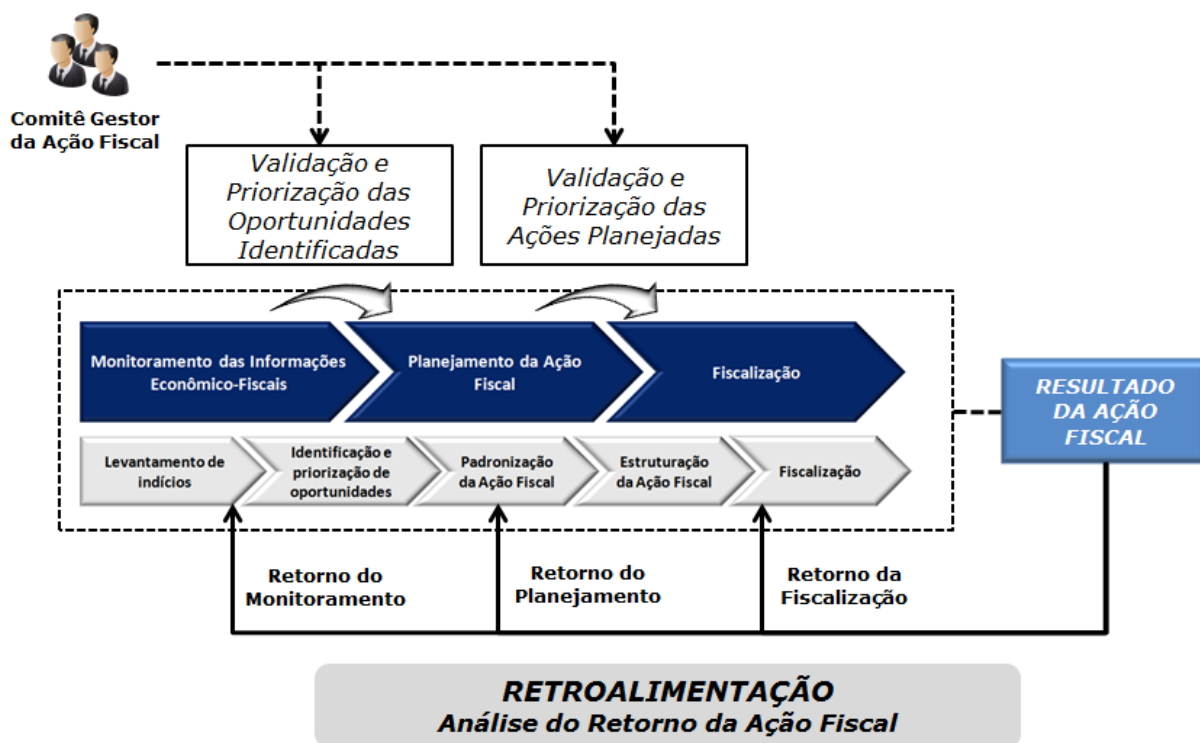 Comitê Gestor
da Ação Fiscal
Validação e
Priorização das
Oportunidades
Identificadas
Validação e
Priorização das
Ações Planejadas
Monitoramento das Informações
Econômico-Fiscais
Planejamento da Ação
Fiscal
Fiscalização
RESULTADO
DA AÇÃO
FISCAL
Levantamento de
indícios
Identificação e
priorização de
oportunidades
Padronização
da Ação Fiscal
Estruturação
da Ação Fiscal
Fiscalização
Retorno do
Monitoramento
Retorno do
Planejamento
Retorno da
Fiscalização
RETROALIMENTAÇÃO
Análise do Retorno da Ação Fiscal